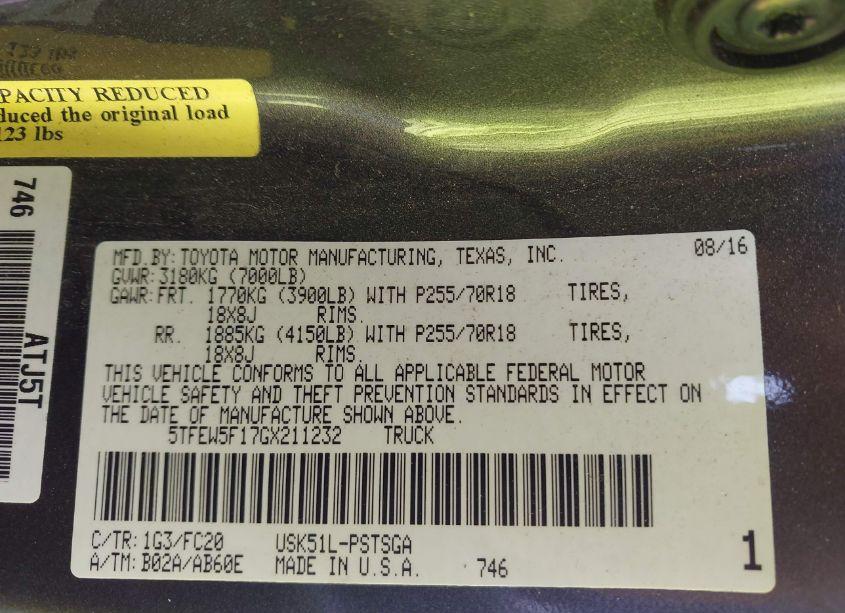 PACITY REDUCED
duced the original load
123 lbs
746
ATJ5T
MFD.BY: TOYOTA MOTOR MANUFACTURING, TEXAS, INC. 08/16
GVWR: 3180KG (7000LB)
GAWR: FRT. 1770KG (3900LB) WITH P255/70R18 TIRES,
18X8J RIMS.
RR. 1885KG (4150LB) WITH P255/70R18 TIRES,
18X8J RIMS.
THIS VEHICLE CONFORMS TO ALL APPLICABLE FEDERAL MOTOR
VEHICLE SAFETY AND THEFT PREVENTION STANDARDS IN EFFECT ON
THE DATE OF MANUFACTURE SHOWN ABOVE.
5TFEW5F17GX211232 TRUCK
C/TR: 1G3/FC20 USK51L-PSTSGA
A/TM: B02A/AB60E MADE IN U.S.A. 746 1